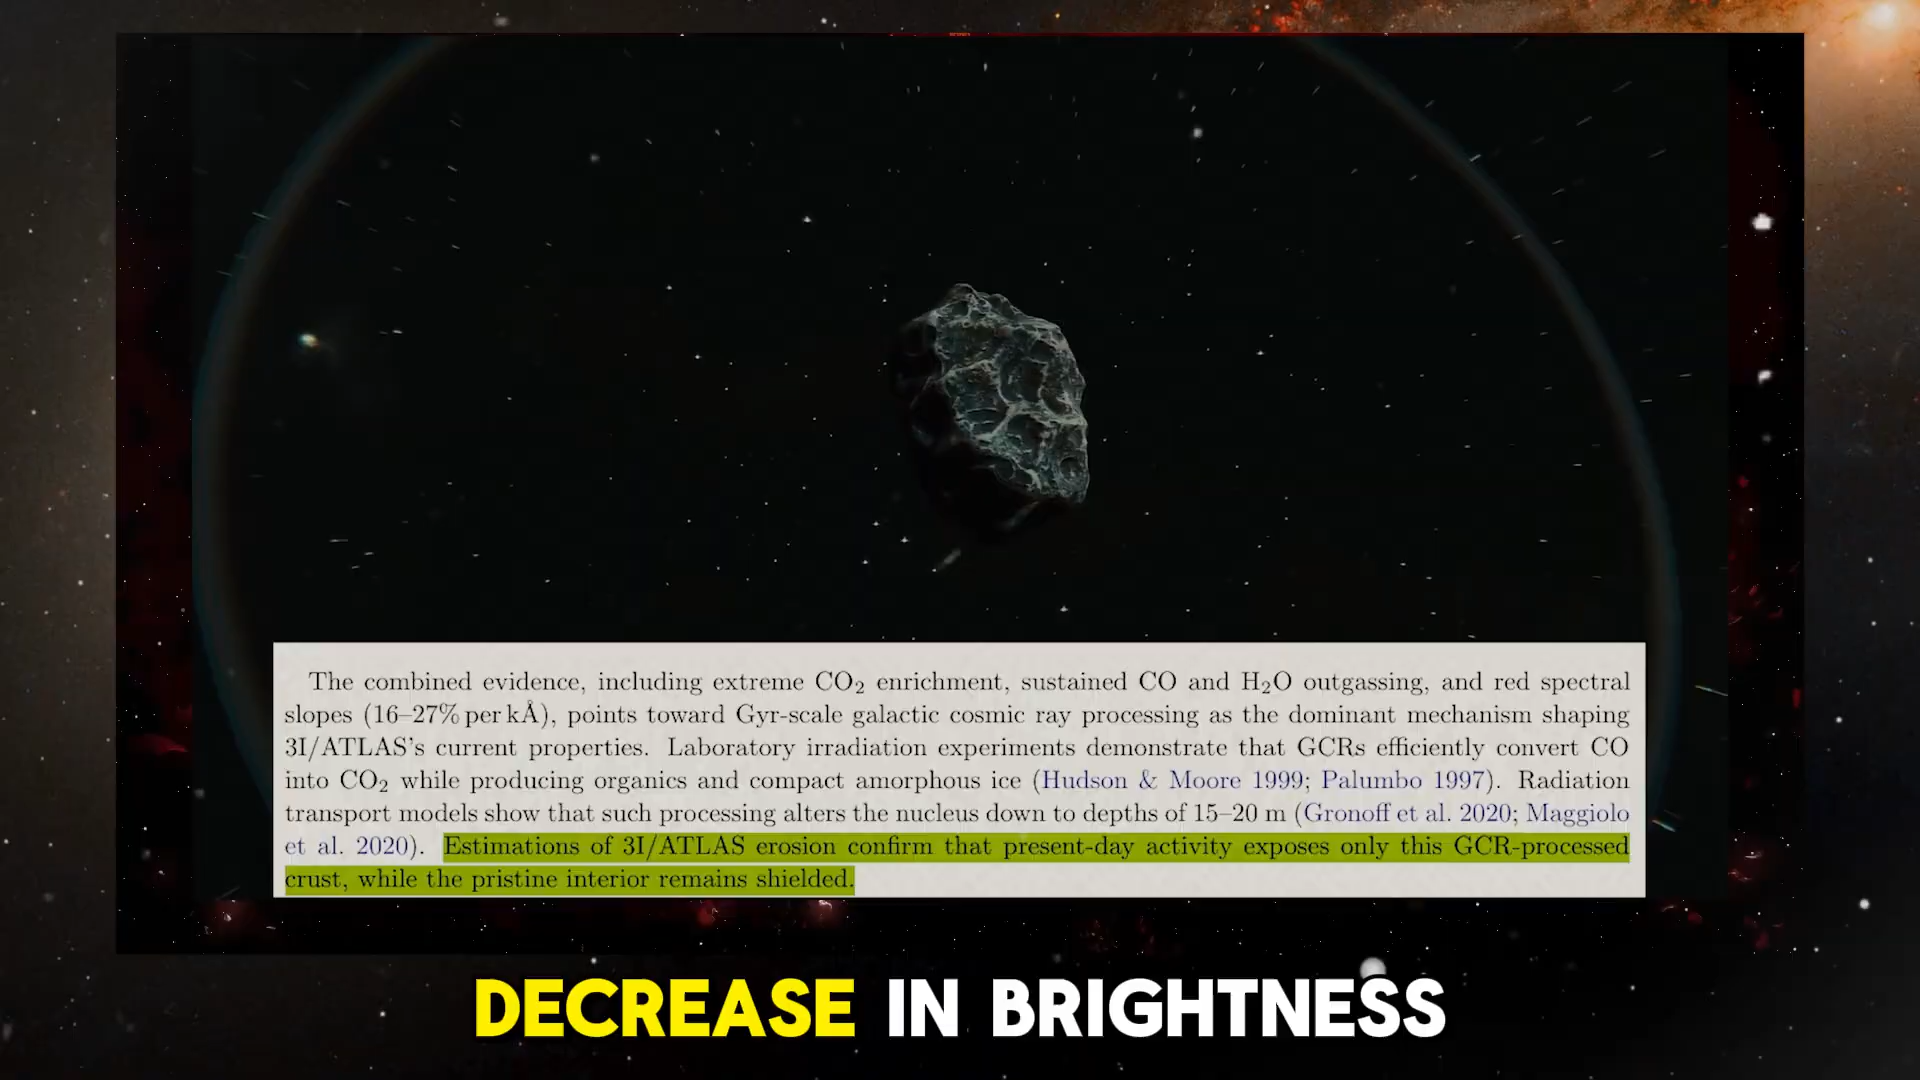 The combined evidence, including extreme CO₂ enrichment, sustained CO and H₂O outgassing, and red spectral
slopes (16–27% per kÅ), points toward Gyr-scale galactic cosmic ray processing as the dominant mechanism shaping
3I/ATLAS's current properties. Laboratory irradiation experiments demonstrate that GCRs efficiently convert CO
into CO₂ while producing organics and compact amorphous ice (Hudson & Moore 1999; Palumbo 1997). Radiation
transport models show that such processing alters the nucleus down to depths of 15–20 m (Gronoff et al. 2020; Maggiolo
et al. 2020). Estimations of 3I/ATLAS erosion confirm that present-day activity exposes only this GCR-processed
crust, while the pristine interior remains shielded.
DECREASE IN BRIGHTNESS